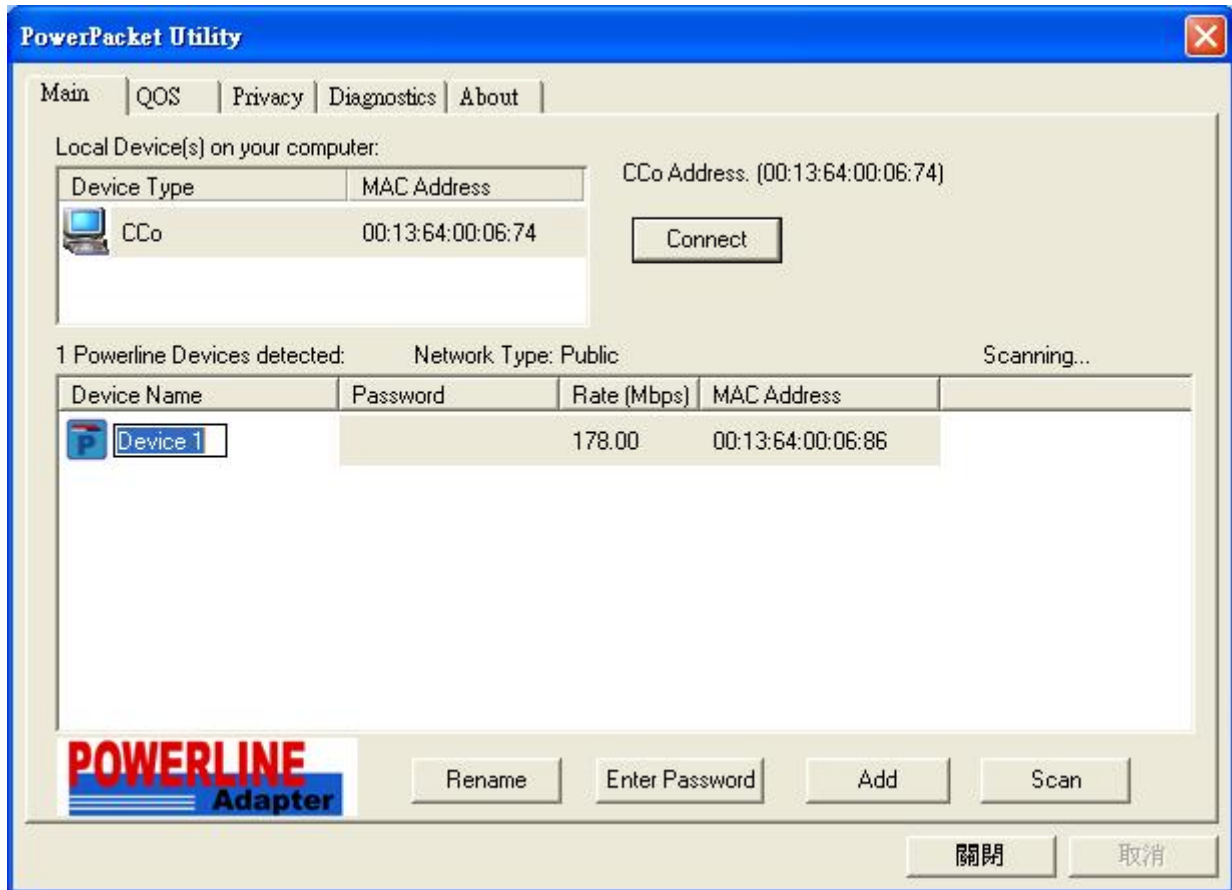 PowerPacket Utility
Main QOS Privacy Diagnostics About
Local Device(s) on your computer:
CCo Address. (00:13:64:00:06:74)
Device Type MAC Address
CCo 00:13:64:00:06:74
Connect
1 Powerline Devices detected: Network Type: Public Scanning...
Device Name Password Rate (Mbps) MAC Address
P Device 1 178.00 00:13:64:00:06:86
POWERLINE
Adapter
Rename Enter Password Add Scan
關閉 取消